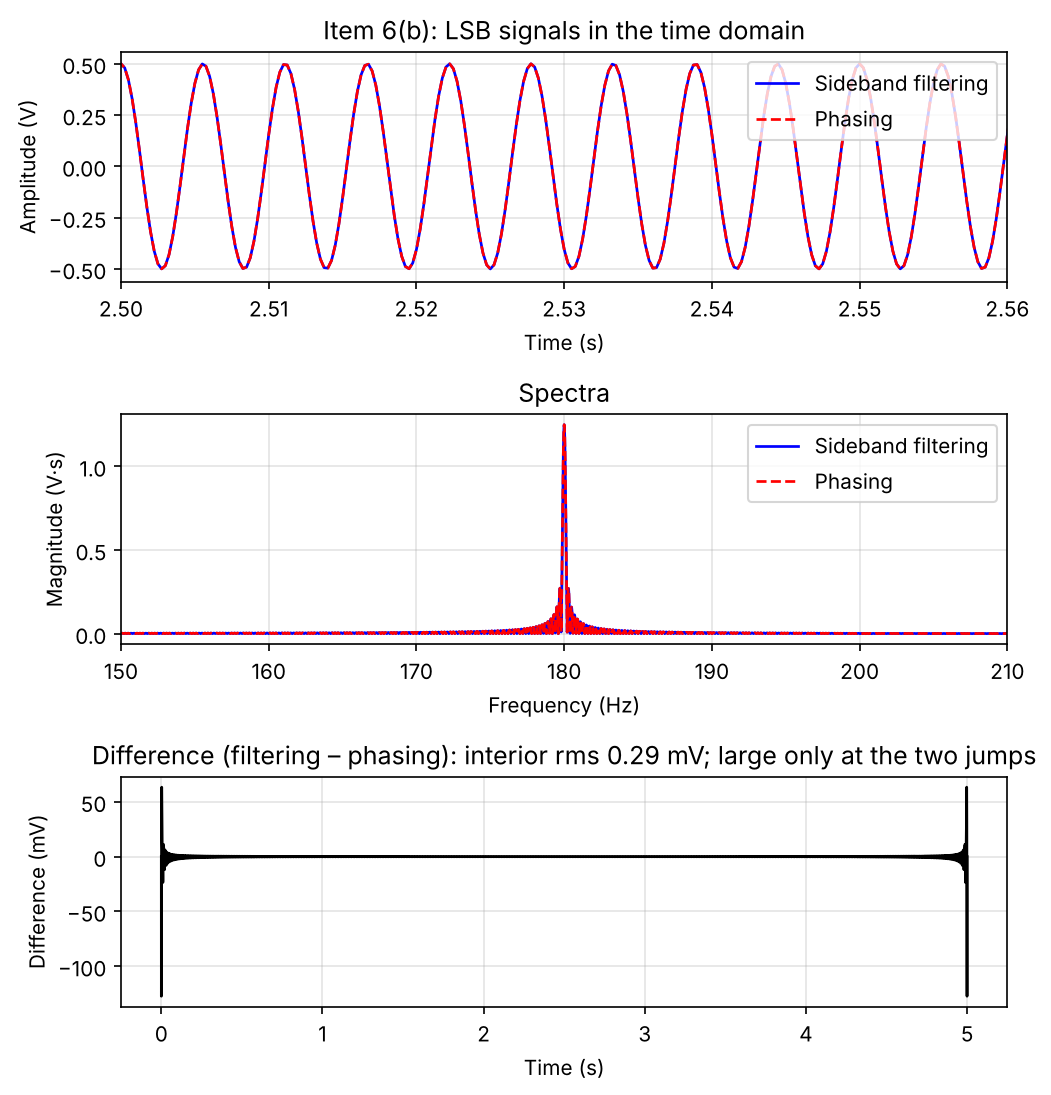 Item 6(b): LSB signals in the time domain
0.50
0.25
0.00
−0.25
−0.50
Amplitude (V)
Sideband filtering
Phasing
2.50 2.51 2.52 2.53 2.54 2.55 2.56
Time (s)
Spectra
1.0
0.5
0.0
Magnitude (V·s)
Sideband filtering
Phasing
150 160 170 180 190 200 210
Frequency (Hz)
Difference (filtering – phasing): interior rms 0.29 mV; large only at the two jumps
50
0
−50
−100
Difference (mV)
0 1 2 3 4 5
Time (s)